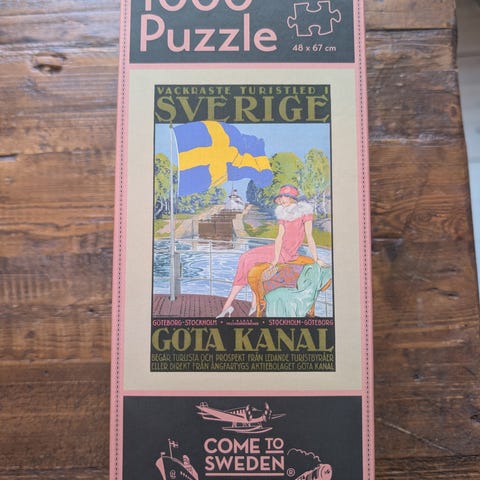 1000
Puzzle
48 x 67 cm
VACKRASTE TURISTLED I
SVERIGE
GÖTEBORG-STOCKHOLM • STOCKHOLM-GÖTEBORG
GÖTA KANAL
BEGÄR TURLISTA OCH PROSPEKT FRÅN LEDANDE TURISTBYRÅER
ELLER DIREKT FRÅN ÅNGFARTYGS AKTIEBOLAGET GÖTA KANAL
COME TO
SWEDEN®